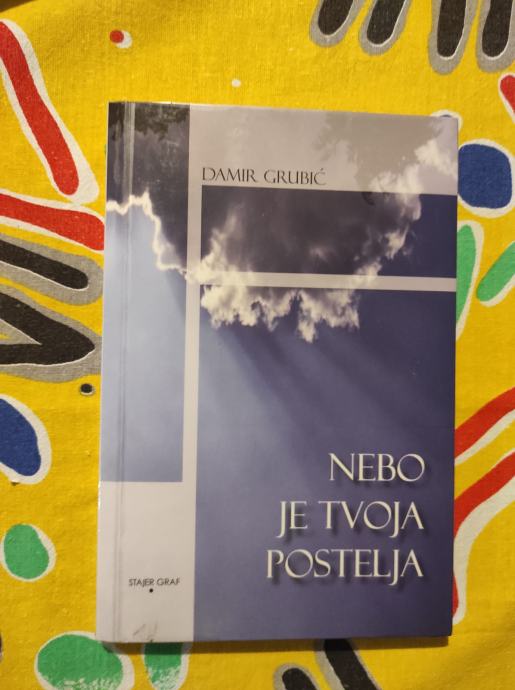 DAMIR GRUBIĆ
NEBO
JE TVOJA
POSTELJA
STAJER GRAF